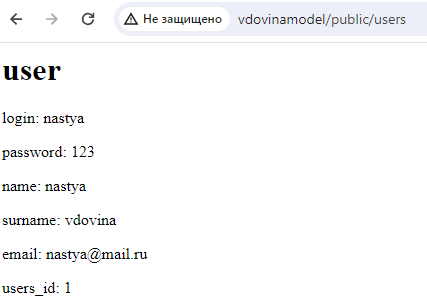 Не защищено vdovinamodel/public/users
user
login: nastya
password: 123
name: nastya
surname: vdovina
email: nastya@mail.ru
users_id: 1